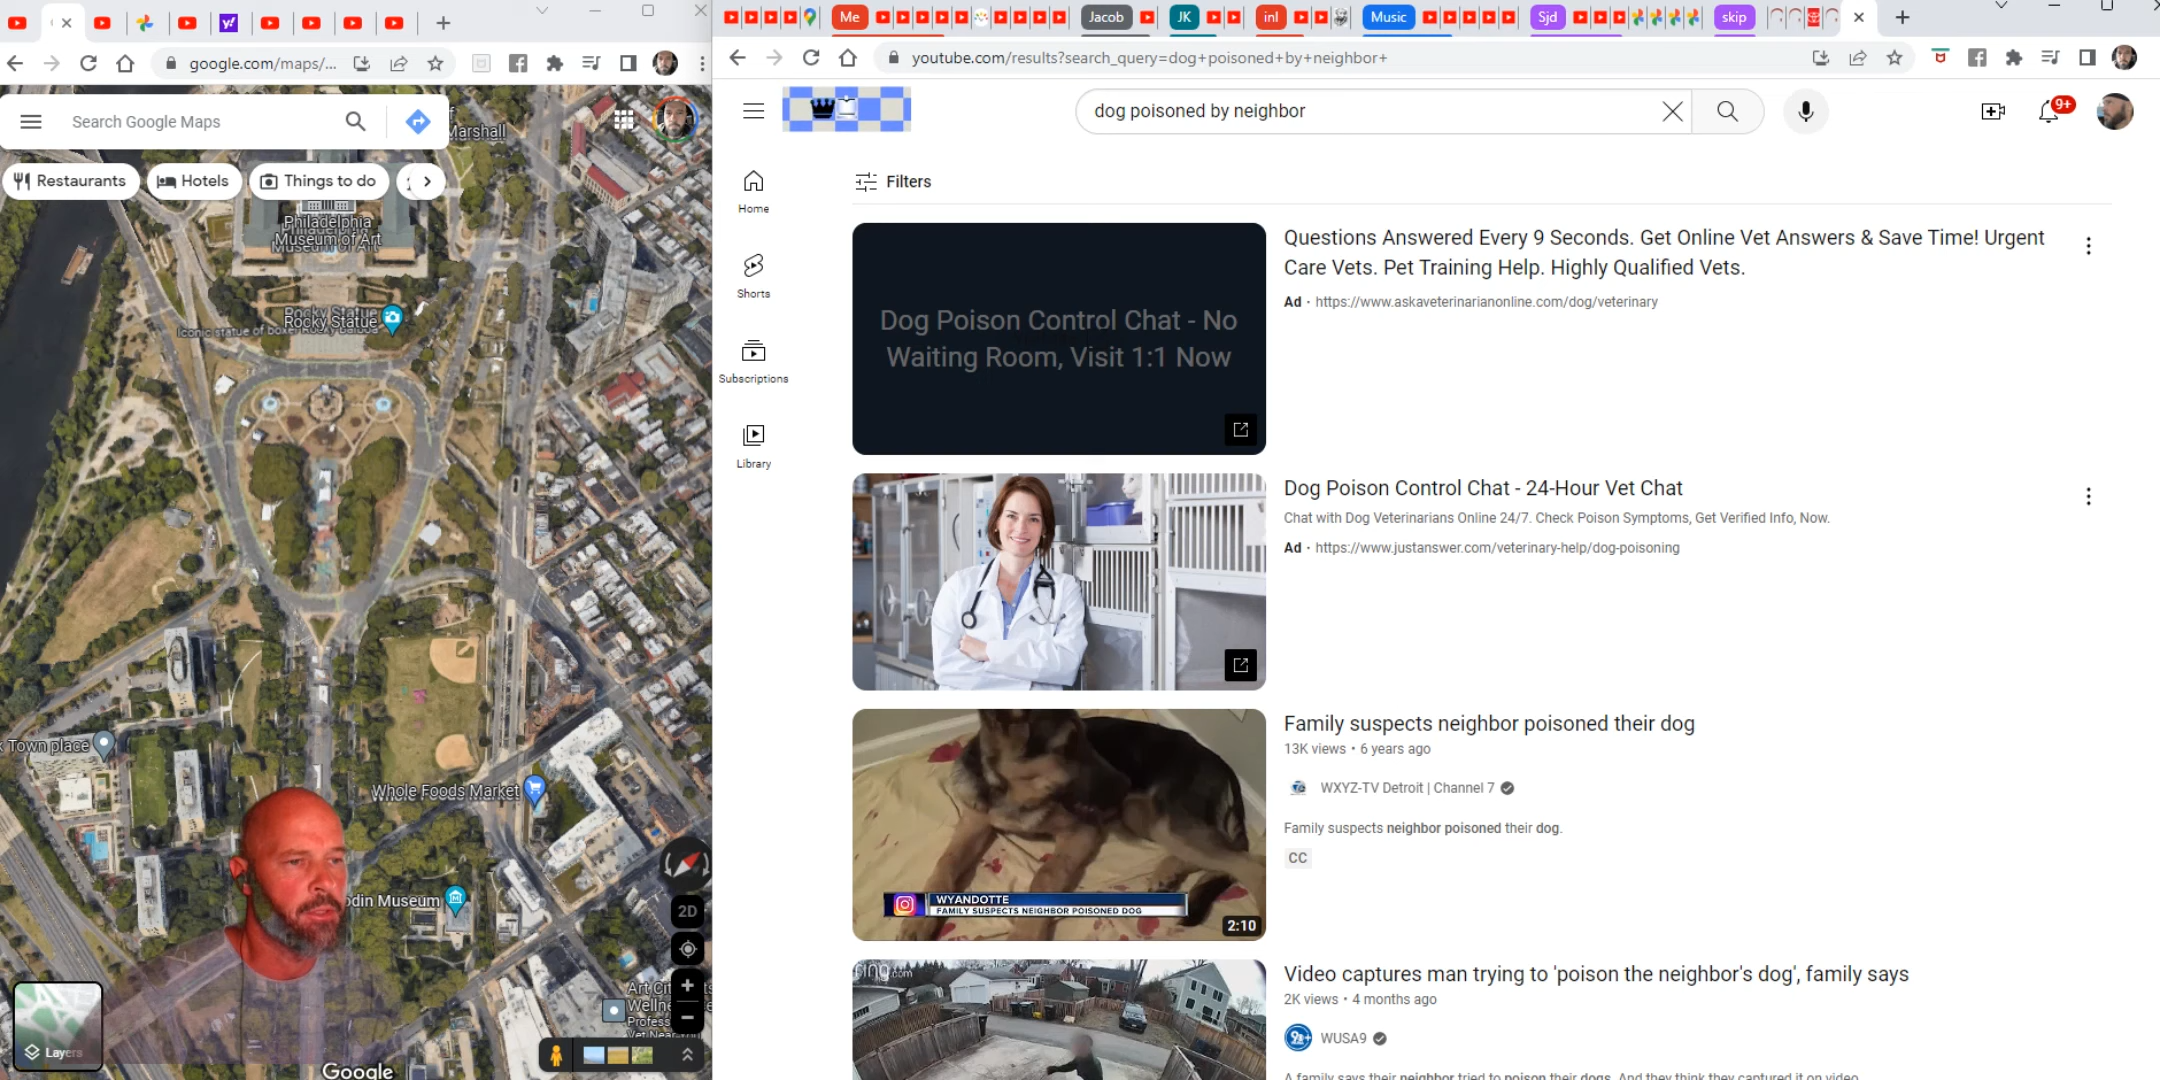 google.com/maps/...
Search Google Maps
Marshall
Restaurants
Hotels
Things to do
Philadelphia
Museum of Art
Rocky Statue
Iconic statue of boxer Rocky Balboa
Town place
Whole Foods Market
odin Museum
2D
Layers
Google
Me
Jacob
JK
inl
Music
Sjd
skip
youtube.com/results?search_query=dog+poisoned+by+neighbor+
dog poisoned by neighbor
9+
Home
Shorts
Subscriptions
Library
Filters
Dog Poison Control Chat - No
Waiting Room, Visit 1:1 Now
Questions Answered Every 9 Seconds. Get Online Vet Answers & Save Time! Urgent
Care Vets. Pet Training Help. Highly Qualified Vets.
Ad · https://www.askaveterinarianonline.com/dog/veterinary
Dog Poison Control Chat - 24-Hour Vet Chat
Chat with Dog Veterinarians Online 24/7. Check Poison Symptoms, Get Verified Info, Now.
Ad · https://www.justanswer.com/veterinary-help/dog-poisoning
WYANDOTTE
FAMILY SUSPECTS NEIGHBOR POISONED DOG
2:10
Family suspects neighbor poisoned their dog
13K views • 6 years ago
WXYZ-TV Detroit | Channel 7
Family suspects neighbor poisoned their dog.
CC
ring.com
Video captures man trying to 'poison the neighbor's dog', family says
2K views • 4 months ago
WUSA9
A family says their neighbor tried to poison their dogs. And they think they captured it on video.